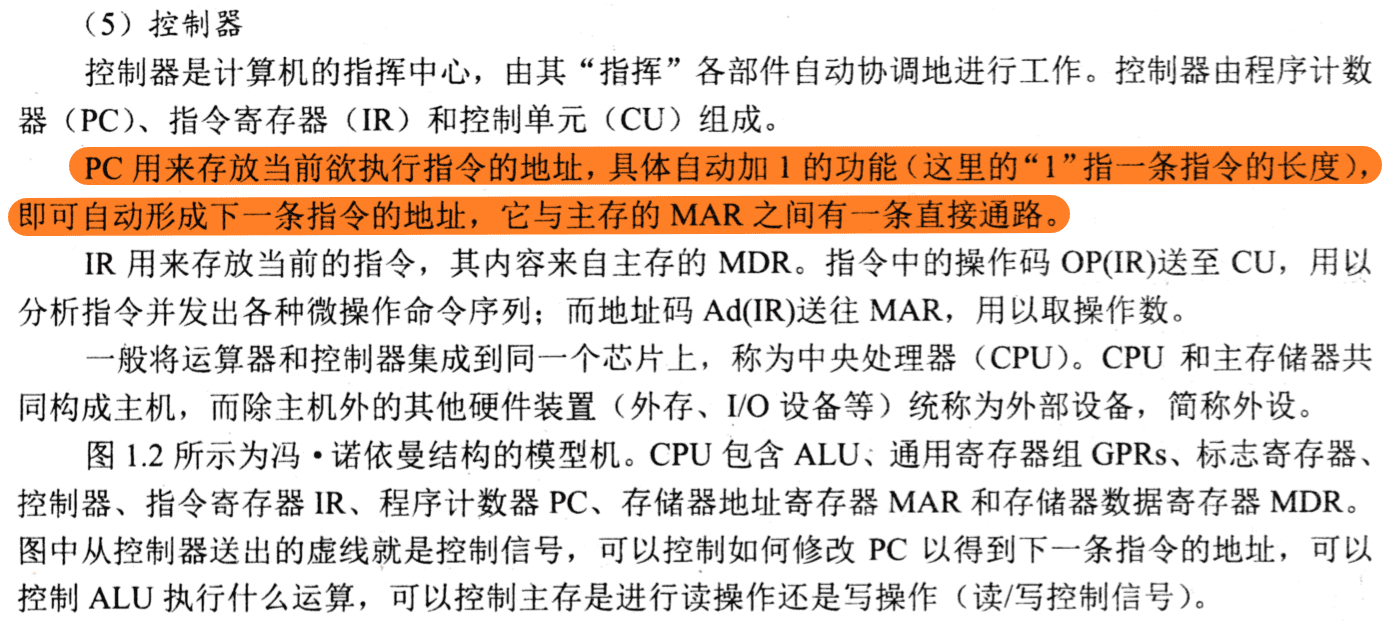 （5）控制器
控制器是计算机的指挥中心，由其“指挥”各部件自动协调地进行工作。控制器由程序计数
器（PC）、指令寄存器（IR）和控制单元（CU）组成。
PC 用来存放当前欲执行指令的地址，具体自动加 1 的功能（这里的“1”指一条指令的长度），
即可自动形成下一条指令的地址，它与主存的 MAR 之间有一条直接通路。
IR 用来存放当前的指令，其内容来自主存的 MDR。指令中的操作码 OP(IR)送至 CU，用以
分析指令并发出各种微操作命令序列；而地址码 Ad(IR)送往 MAR，用以取操作数。
一般将运算器和控制器集成到同一个芯片上，称为中央处理器（CPU）。CPU 和主存储器共
同构成主机，而除主机外的其他硬件装置（外存、I/O 设备等）统称为外部设备，简称外设。
图 1.2 所示为冯·诺依曼结构的模型机。CPU 包含 ALU、通用寄存器组 GPRs、标志寄存器、
控制器、指令寄存器 IR、程序计数器 PC、存储器地址寄存器 MAR 和存储器数据寄存器 MDR。
图中从控制器送出的虚线就是控制信号，可以控制如何修改 PC 以得到下一条指令的地址，可以
控制 ALU 执行什么运算，可以控制主存是进行读操作还是写操作（读/写控制信号）。